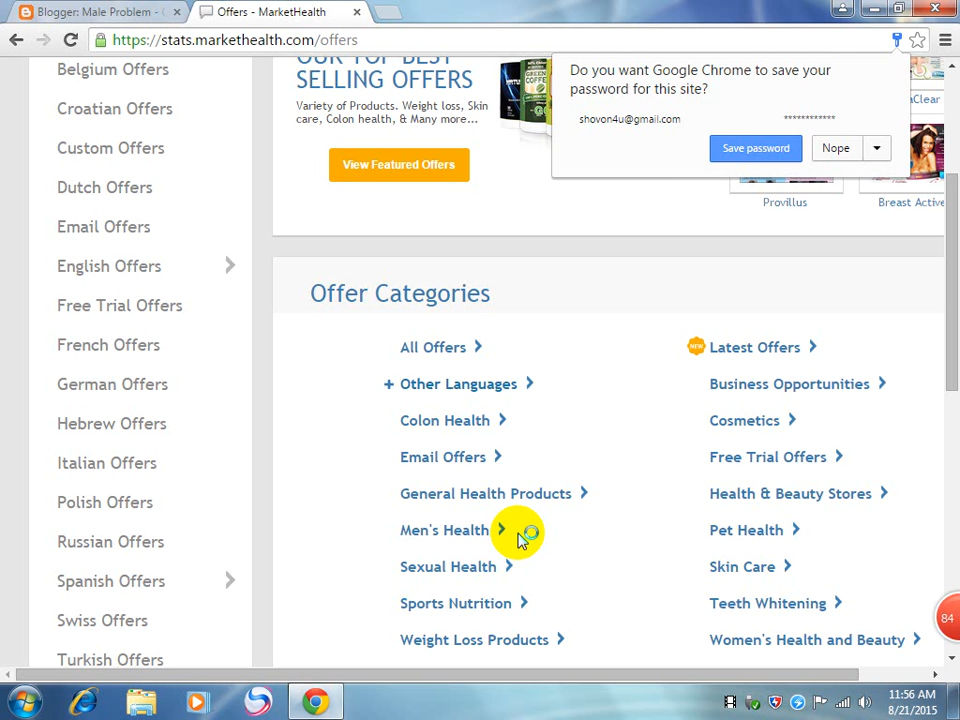 Blogger: Male Problem - C
Offers - MarketHealth
https://stats.markethealth.com/offers
Belgium Offers
Croatian Offers
Custom Offers
Dutch Offers
Email Offers
English Offers
Free Trial Offers
French Offers
German Offers
Hebrew Offers
Italian Offers
Polish Offers
Russian Offers
Spanish Offers
Swiss Offers
Turkish Offers
OUR TOP BEST
SELLING OFFERS
Variety of Products. Weight loss, Skin
care, Colon health, & Many more...
View Featured Offers
GREEN
COFFEE
Do you want Google Chrome to save your
password for this site?
shovon4u@gmail.com
************
Save password
Nope
aClear
Provillus
Breast Active
Offer Categories
All Offers
+ Other Languages
Colon Health
Email Offers
General Health Products
Men's Health
Sexual Health
Sports Nutrition
Weight Loss Products
NEW
Latest Offers
Business Opportunities
Cosmetics
Free Trial Offers
Health & Beauty Stores
Pet Health
Skin Care
Teeth Whitening
Women's Health and Beauty
84
11:56 AM
8/21/2015